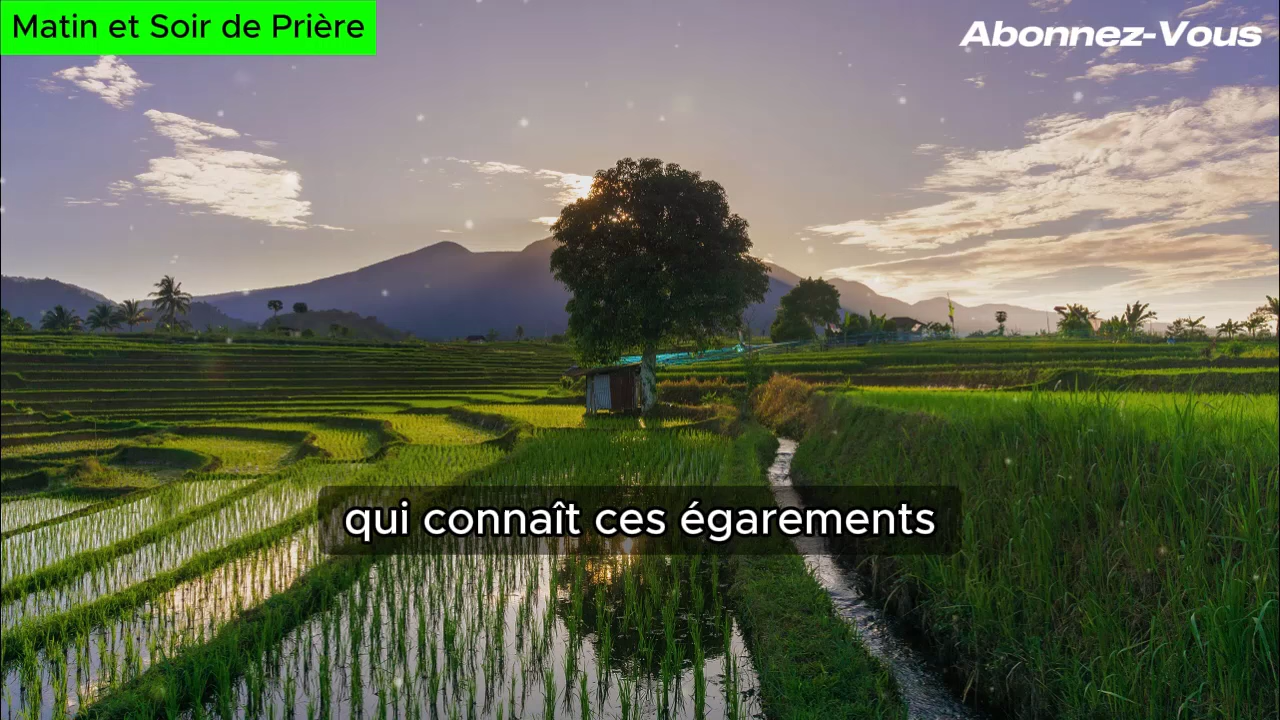 Matin et Soir de Prière
Abonnez-Vous
qui connaît ces égarements